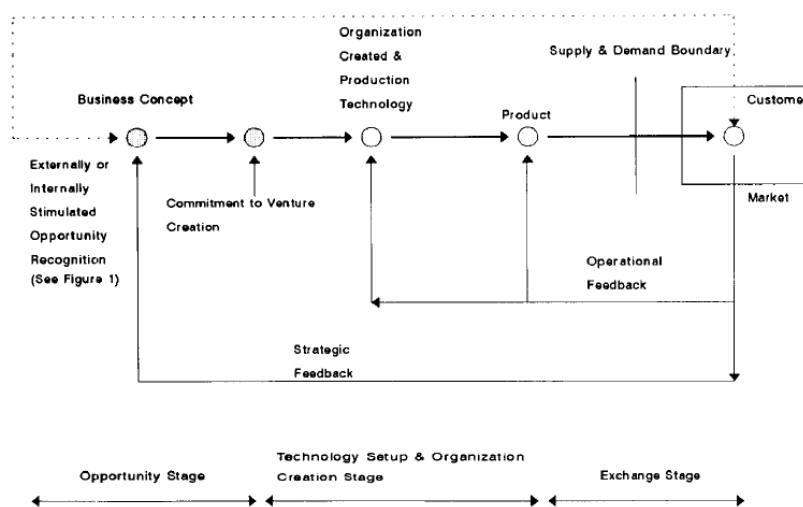 Organization
Created &
Production
Technology
Supply & Demand Boundary
Business Concept
Product
Custome
Externally or
Internally
Stimulated
Opportunity
Recognition
(See Figure 1)
Commitment to Venture
Creation
Market
Operational
Feedback
Strategic
Feedback
Opportunity Stage
Technology Setup & Organization
Creation Stage
Exchange Stage